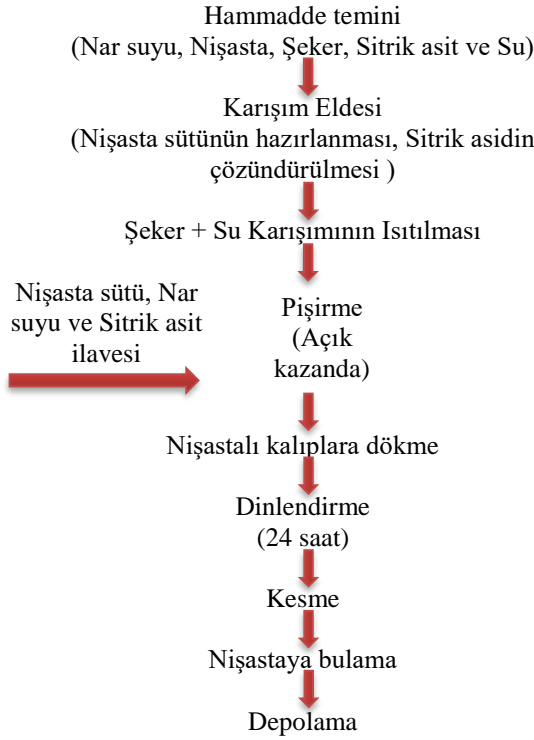 Hammadde temini
(Nar suyu, Nişasta, Şeker, Sitrik asit ve Su)
Karışım Eldesi
(Nişasta sütünün hazırlanması, Sitrik asidin
çözündürülmesi )
Şeker + Su Karışımının Isıtılması
Nişasta sütü, Nar
suyu ve Sitrik asit
ilavesi
Pişirme
(Açık
kazanda)
Nişastalı kalıplara dökme
Dinlendirme
(24 saat)
Kesme
Nişastaya bulama
Depolama